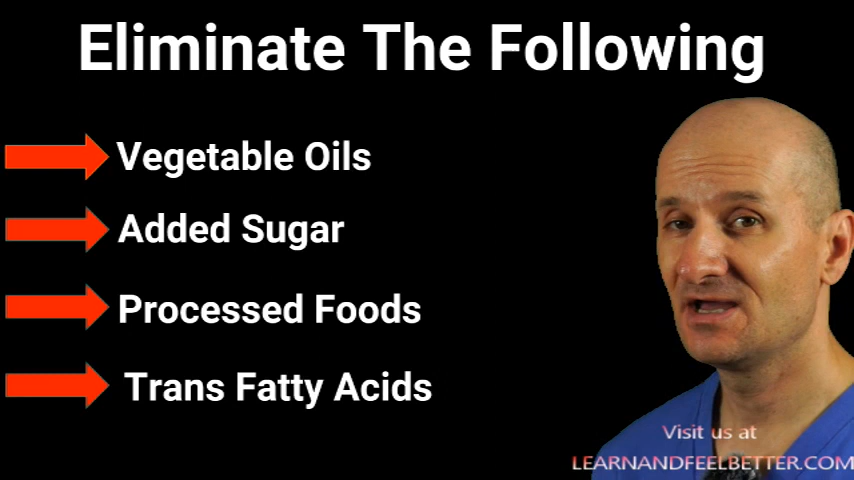 Eliminate The Following
Vegetable Oils
Added Sugar
Processed Foods
Trans Fatty Acids
Visit us at
LEARNANDFEELBETTER.COM